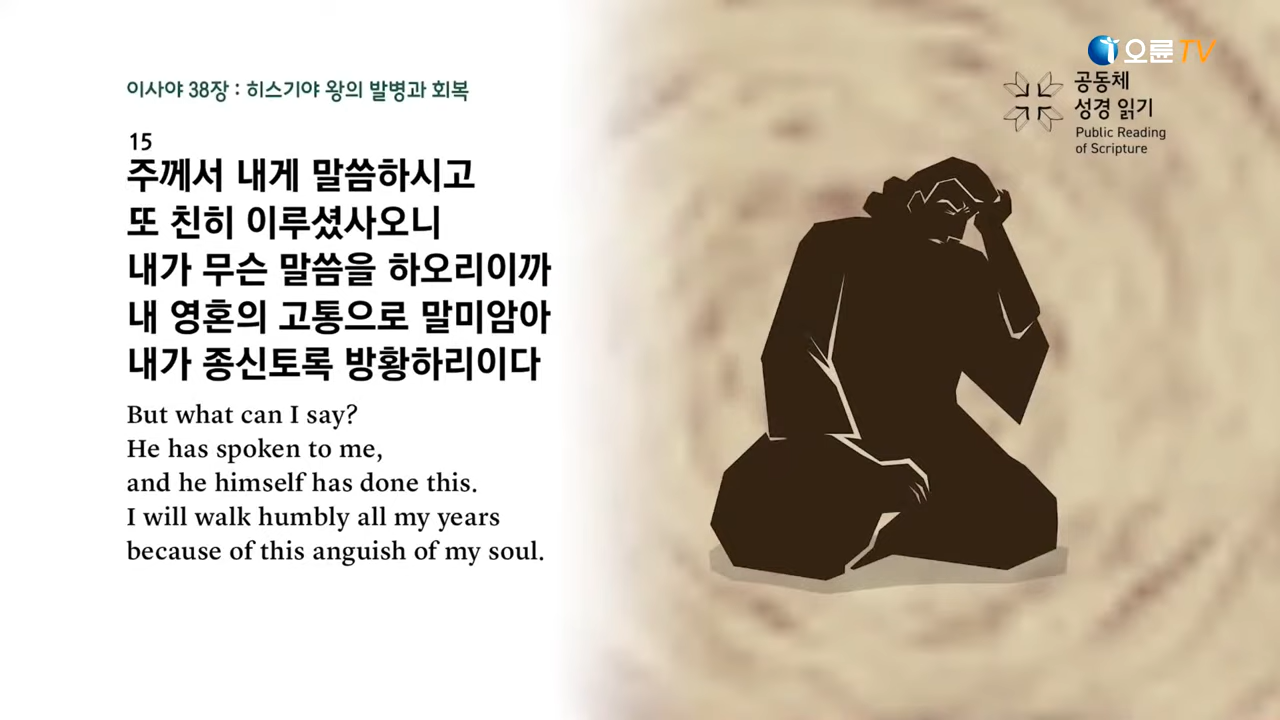 오륜TV
이사야 38장 : 히스기야 왕의 발병과 회복
공동체
성경 읽기
Public Reading
of Scripture
15
주께서 내게 말씀하시고
또 친히 이루셨사오니
내가 무슨 말씀을 하오리이까
내 영혼의 고통으로 말미암아
내가 종신토록 방황하리이다
But what can I say?
He has spoken to me,
and he himself has done this.
I will walk humbly all my years
because of this anguish of my soul.